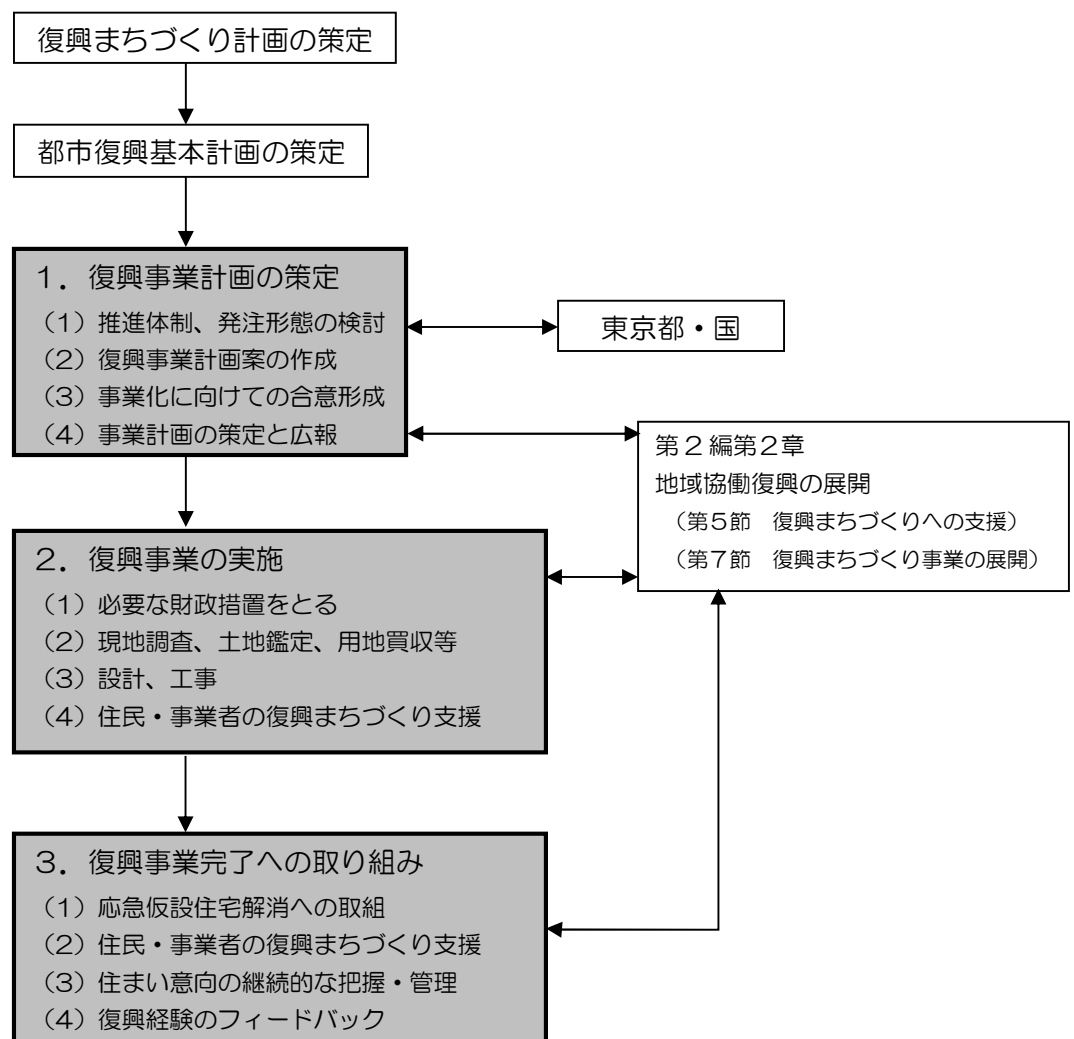 復興まちづくり計画の策定
都市復興基本計画の策定
1．復興事業計画の策定
（1）推進体制、発注形態の検討
（2）復興事業計画案の作成
（3）事業化に向けての合意形成
（4）事業計画の策定と広報
東京都・国
第２編第２章
地域協働復興の展開
（第５節　復興まちづくりへの支援）
（第７節　復興まちづくり事業の展開）
2．復興事業の実施
（1）必要な財政措置をとる
（2）現地調査、土地鑑定、用地買収等
（3）設計、工事
（4）住民・事業者の復興まちづくり支援
3．復興事業完了への取り組み
（1）応急仮設住宅解消への取組
（2）住民・事業者の復興まちづくり支援
（3）住まい意向の継続的な把握・管理
（4）復興経験のフィードバック